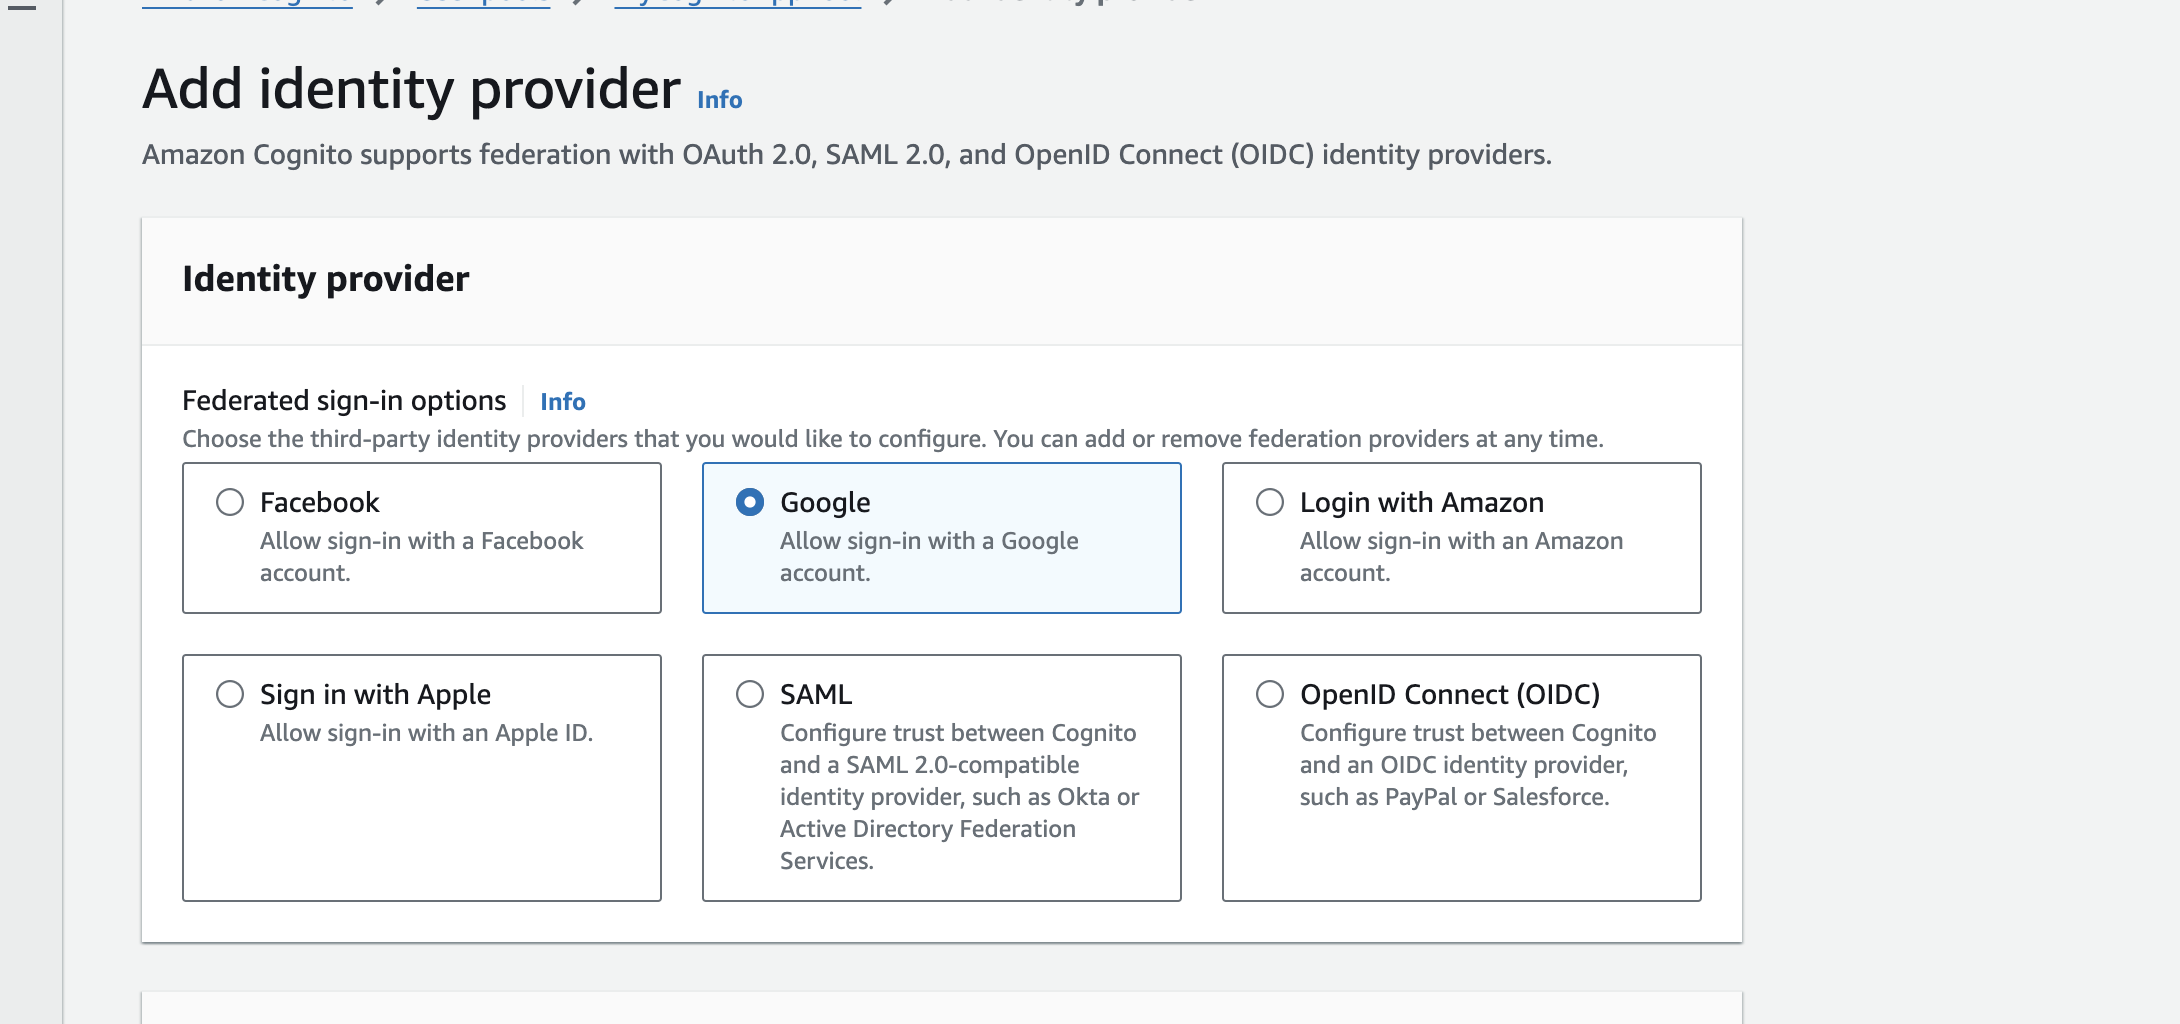 Add identity provider Info
Amazon Cognito supports federation with OAuth 2.0, SAML 2.0, and OpenID Connect (OIDC) identity providers.
Identity provider
Federated sign-in options Info
Choose the third-party identity providers that you would like to configure. You can add or remove federation providers at any time.
Facebook
Allow sign-in with a Facebook
account.
Google
Allow sign-in with a Google
account.
Login with Amazon
Allow sign-in with an Amazon
account.
Sign in with Apple
Allow sign-in with an Apple ID.
SAML
Configure trust between Cognito
and a SAML 2.0-compatible
identity provider, such as Okta or
Active Directory Federation
Services.
OpenID Connect (OIDC)
Configure trust between Cognito
and an OIDC identity provider,
such as PayPal or Salesforce.